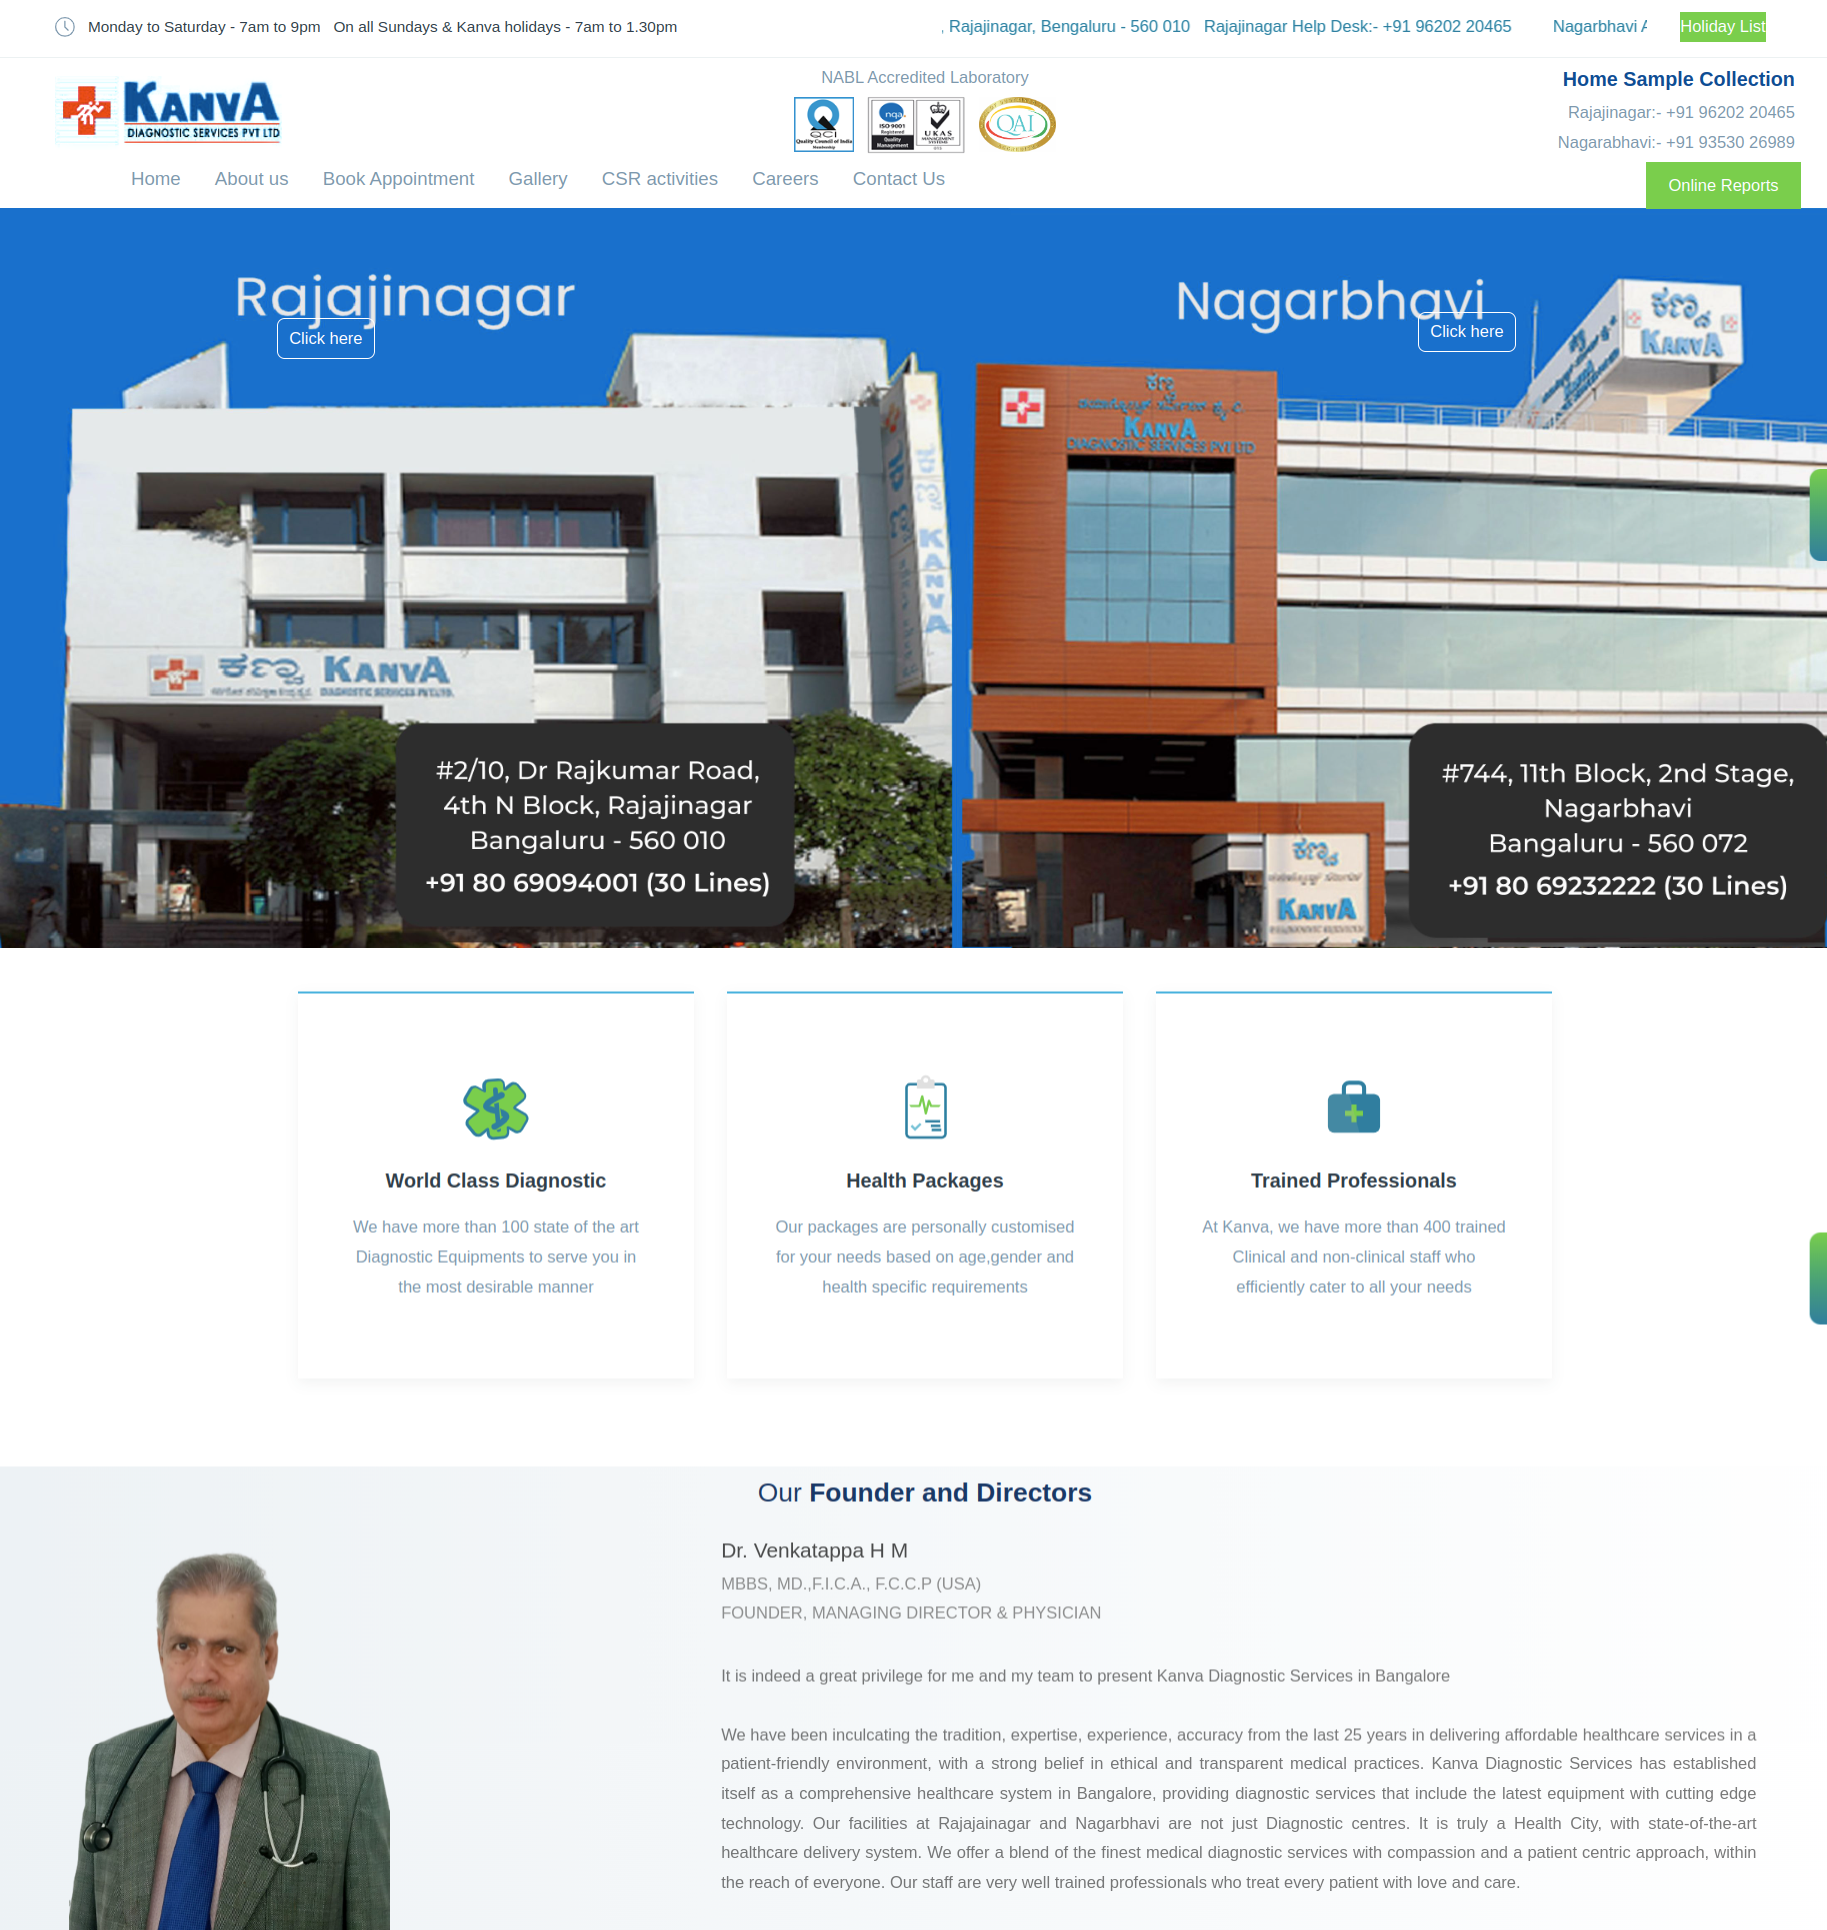 Monday to Saturday - 7am to 9pm On all Sundays & Kanva holidays - 7am to 1.30pm
, Rajajinagar, Bengaluru - 560 010 Rajajinagar Help Desk:- +91 96202 20465 Nagarbhavi
Holiday List
KANVA
DIAGNOSTIC SERVICES PVT LTD
NABL Accredited Laboratory
QCI
Quality Council of India
Membership
nqa
ISO 9001
Registered
Quality
Management
UKAS
MANAGEMENT
SYSTEMS
QAI
Home Sample Collection
Rajajinagar:- +91 96202 20465
Nagarabhavi:- +91 93530 26989
Home About us Book Appointment Gallery CSR activities Careers Contact Us
Online Reports
Rajajinagar
Click here
Nagarbhavi
Click here
ಕಣ್ವ
KANVA
ಕಣ್ವ
KANVA
DIAGNOSTIC SERVICES PVT LTD
KANVA
ಕಣ್ವ KANVA
DIAGNOSTIC SERVICES PVT LTD.
ಕಣ್ವ
KANVA
#2/10, Dr Rajkumar Road,
4th N Block, Rajajinagar
Bangaluru - 560 010
+91 80 69094001 (30 Lines)
#744, 11th Block, 2nd Stage,
Nagarbhavi
Bangaluru - 560 072
+91 80 69232222 (30 Lines)
World Class Diagnostic
We have more than 100 state of the art
Diagnostic Equipments to serve you in
the most desirable manner
Health Packages
Our packages are personally customised
for your needs based on age,gender and
health specific requirements
Trained Professionals
At Kanva, we have more than 400 trained
Clinical and non-clinical staff who
efficiently cater to all your needs
Our Founder and Directors
Dr. Venkatappa H M
MBBS, MD.,F.I.C.A., F.C.C.P (USA)
FOUNDER, MANAGING DIRECTOR & PHYSICIAN
It is indeed a great privilege for me and my team to present Kanva Diagnostic Services in Bangalore
We have been inculcating the tradition, expertise, experience, accuracy from the last 25 years in delivering affordable healthcare services in a
patient-friendly environment, with a strong belief in ethical and transparent medical practices. Kanva Diagnostic Services has established
itself as a comprehensive healthcare system in Bangalore, providing diagnostic services that include the latest equipment with cutting edge
technology. Our facilities at Rajajainagar and Nagarbhavi are not just Diagnostic centres. It is truly a Health City, with state-of-the-art
healthcare delivery system. We offer a blend of the finest medical diagnostic services with compassion and a patient centric approach, within
the reach of everyone. Our staff are very well trained professionals who treat every patient with love and care.